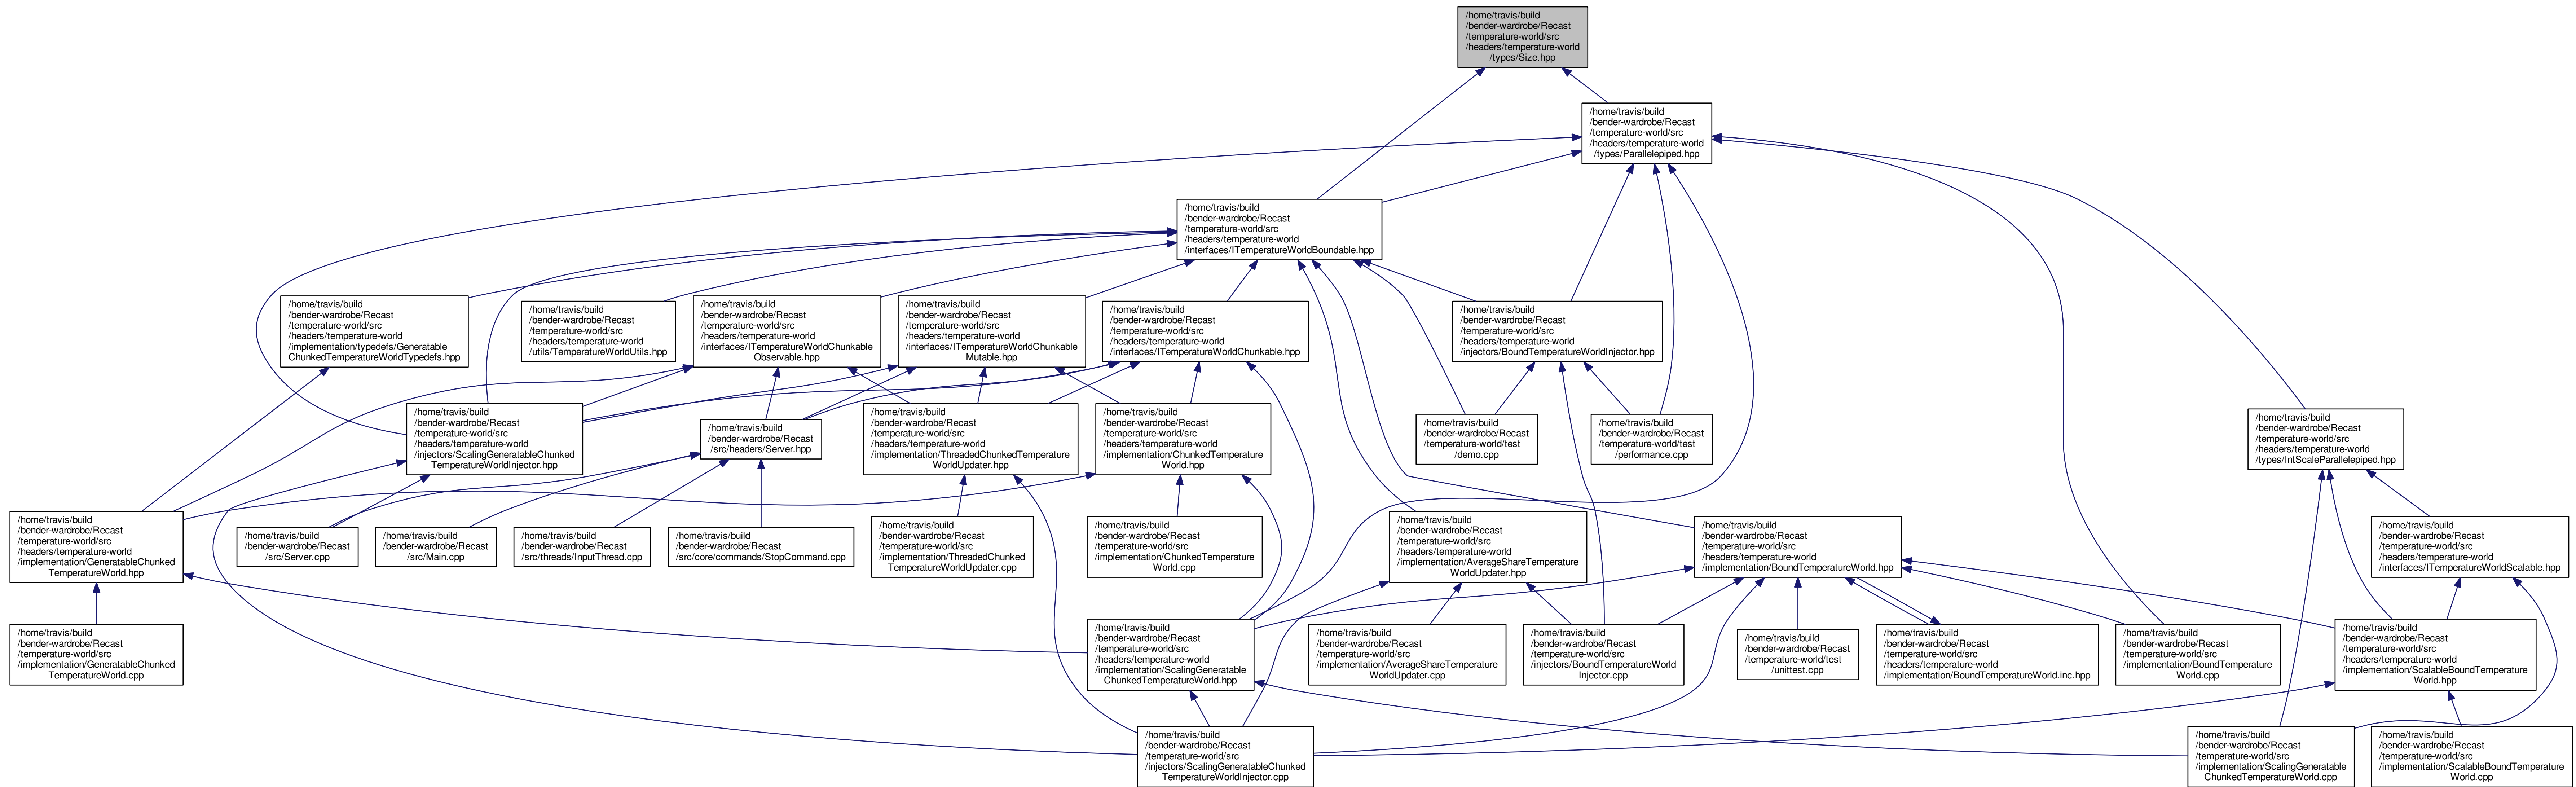 /home/travis/build
/bender-wardrobe/Recast
/temperature-world/src
/headers/temperature-world
/types/Size.hpp
/home/travis/build
/bender-wardrobe/Recast
/temperature-world/src
/headers/temperature-world
/types/Parallelepiped.hpp
/home/travis/build
/bender-wardrobe/Recast
/temperature-world/src
/headers/temperature-world
/interfaces/ITemperatureWorldBoundable.hpp
/home/travis/build
/bender-wardrobe/Recast
/temperature-world/src
/headers/temperature-world
/implementation/typedefs/Generatable
ChunkedTemperatureWorldTypedefs.hpp
/home/travis/build
/bender-wardrobe/Recast
/temperature-world/src
/headers/temperature-world
/utils/TemperatureWorldUtils.hpp
/home/travis/build
/bender-wardrobe/Recast
/temperature-world/src
/headers/temperature-world
/interfaces/ITemperatureWorldChunkable
Observable.hpp
/home/travis/build
/bender-wardrobe/Recast
/temperature-world/src
/headers/temperature-world
/interfaces/ITemperatureWorldChunkable
Mutable.hpp
/home/travis/build
/bender-wardrobe/Recast
/temperature-world/src
/headers/temperature-world
/interfaces/ITemperatureWorldChunkable.hpp
/home/travis/build
/bender-wardrobe/Recast
/temperature-world/src
/headers/temperature-world
/injectors/BoundTemperatureWorldInjector.hpp
/home/travis/build
/bender-wardrobe/Recast
/temperature-world/src
/headers/temperature-world
/injectors/ScalingGeneratableChunked
TemperatureWorldInjector.hpp
/home/travis/build
/bender-wardrobe/Recast
/src/headers/Server.hpp
/home/travis/build
/bender-wardrobe/Recast
/temperature-world/src
/headers/temperature-world
/implementation/ThreadedChunkedTemperature
WorldUpdater.hpp
/home/travis/build
/bender-wardrobe/Recast
/temperature-world/src
/headers/temperature-world
/implementation/ChunkedTemperature
World.hpp
/home/travis/build
/bender-wardrobe/Recast
/temperature-world/test
/demo.cpp
/home/travis/build
/bender-wardrobe/Recast
/temperature-world/test
/performance.cpp
/home/travis/build
/bender-wardrobe/Recast
/temperature-world/src
/headers/temperature-world
/types/IntScaleParallelepiped.hpp
/home/travis/build
/bender-wardrobe/Recast
/temperature-world/src
/headers/temperature-world
/implementation/GeneratableChunked
TemperatureWorld.hpp
/home/travis/build
/bender-wardrobe/Recast
/src/Server.cpp
/home/travis/build
/bender-wardrobe/Recast
/src/Main.cpp
/home/travis/build
/bender-wardrobe/Recast
/src/threads/InputThread.cpp
/home/travis/build
/bender-wardrobe/Recast
/src/core/commands/StopCommand.cpp
/home/travis/build
/bender-wardrobe/Recast
/temperature-world/src
/implementation/ThreadedChunked
TemperatureWorldUpdater.cpp
/home/travis/build
/bender-wardrobe/Recast
/temperature-world/src
/implementation/ChunkedTemperature
World.cpp
/home/travis/build
/bender-wardrobe/Recast
/temperature-world/src
/headers/temperature-world
/implementation/AverageShareTemperature
WorldUpdater.hpp
/home/travis/build
/bender-wardrobe/Recast
/temperature-world/src
/headers/temperature-world
/implementation/BoundTemperatureWorld.hpp
/home/travis/build
/bender-wardrobe/Recast
/temperature-world/src
/headers/temperature-world
/interfaces/ITemperatureWorldScalable.hpp
/home/travis/build
/bender-wardrobe/Recast
/temperature-world/src
/implementation/GeneratableChunked
TemperatureWorld.cpp
/home/travis/build
/bender-wardrobe/Recast
/temperature-world/src
/headers/temperature-world
/implementation/ScalingGeneratable
ChunkedTemperatureWorld.hpp
/home/travis/build
/bender-wardrobe/Recast
/temperature-world/src
/implementation/AverageShareTemperature
WorldUpdater.cpp
/home/travis/build
/bender-wardrobe/Recast
/temperature-world/src
/injectors/BoundTemperatureWorld
Injector.cpp
/home/travis/build
/bender-wardrobe/Recast
/temperature-world/test
/unittest.cpp
/home/travis/build
/bender-wardrobe/Recast
/temperature-world/src
/headers/temperature-world
/implementation/BoundTemperatureWorld.inc.hpp
/home/travis/build
/bender-wardrobe/Recast
/temperature-world/src
/implementation/BoundTemperature
World.cpp
/home/travis/build
/bender-wardrobe/Recast
/temperature-world/src
/headers/temperature-world
/implementation/ScalableBoundTemperature
World.hpp
/home/travis/build
/bender-wardrobe/Recast
/temperature-world/src
/injectors/ScalingGeneratableChunked
TemperatureWorldInjector.cpp
/home/travis/build
/bender-wardrobe/Recast
/temperature-world/src
/implementation/ScalingGeneratable
ChunkedTemperatureWorld.cpp
/home/travis/build
/bender-wardrobe/Recast
/temperature-world/src
/implementation/ScalableBoundTemperature
World.cpp